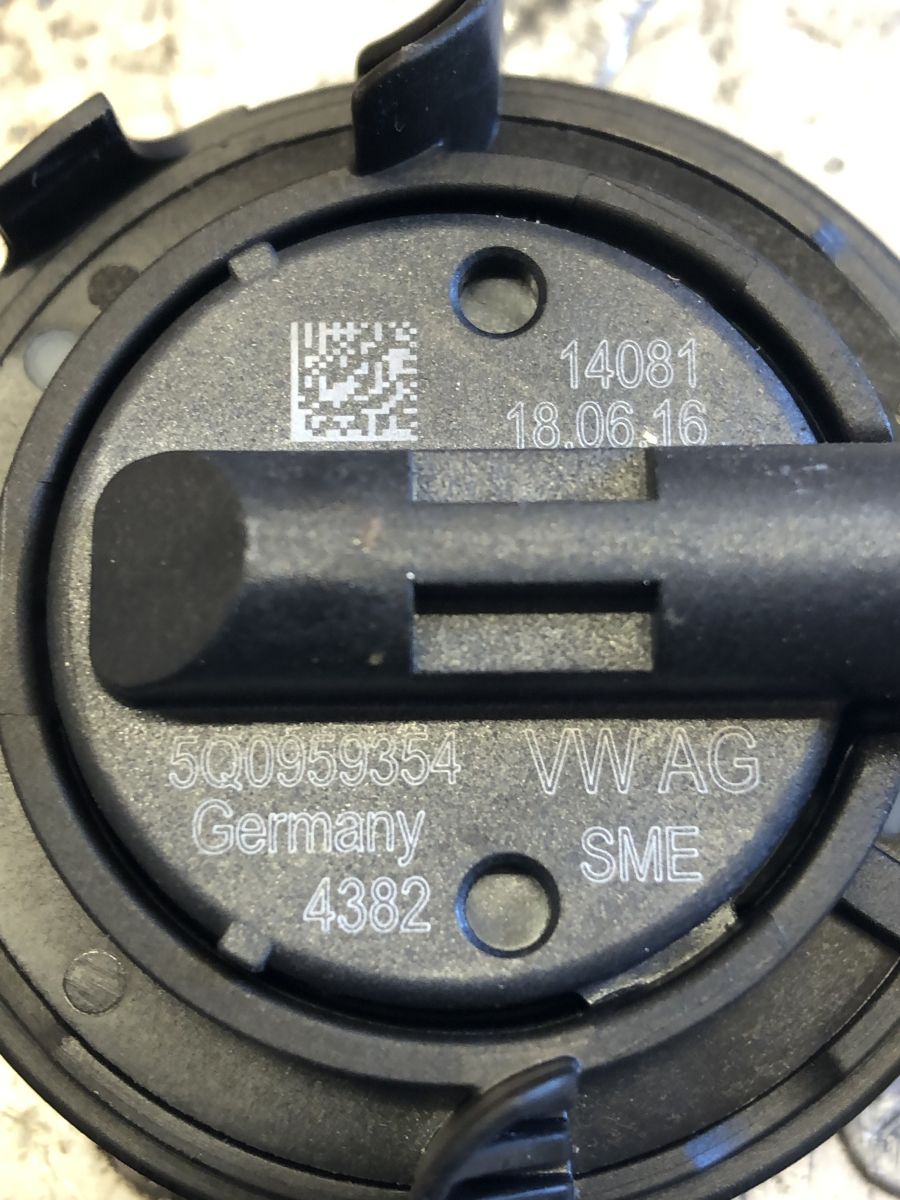 14081
18.06.16
5Q0959354 VW AG
Germany SME
4382